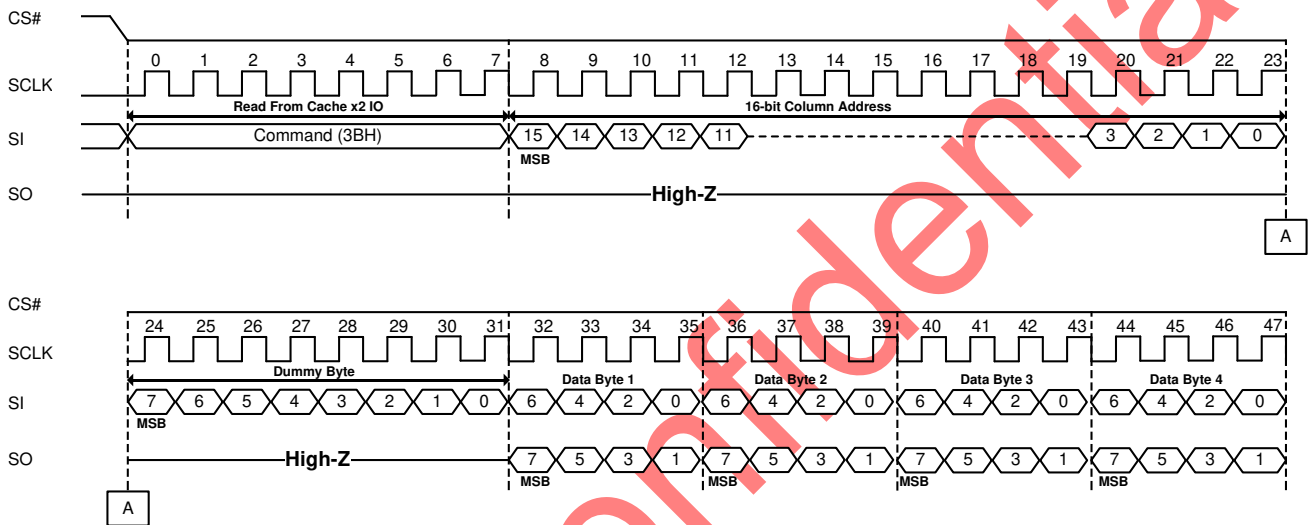 CS#
0 1 2 3 4 5 6 7 8 9 10 11 12 13 14 15 16 17 18 19 20 21 22 23
SCLK
Read From Cache x2 IO 16-bit Column Address
SI Command (3BH) 15 14 13 12 11 3 2 1 0
MSB
SO High-Z
A
CS#
24 25 26 27 28 29 30 31 32 33 34 35 36 37 38 39 40 41 42 43 44 45 46 47
SCLK
Dummy Byte Data Byte 1 Data Byte 2 Data Byte 3 Data Byte 4
SI 7 6 5 4 3 2 1 0 6 4 2 0 6 4 2 0 6 4 2 0 6 4 2 0
MSB
SO High-Z 7 5 3 1 7 5 3 1 7 5 3 1 7 5 3 1
MSB MSB MSB MSB
A
onfidentia